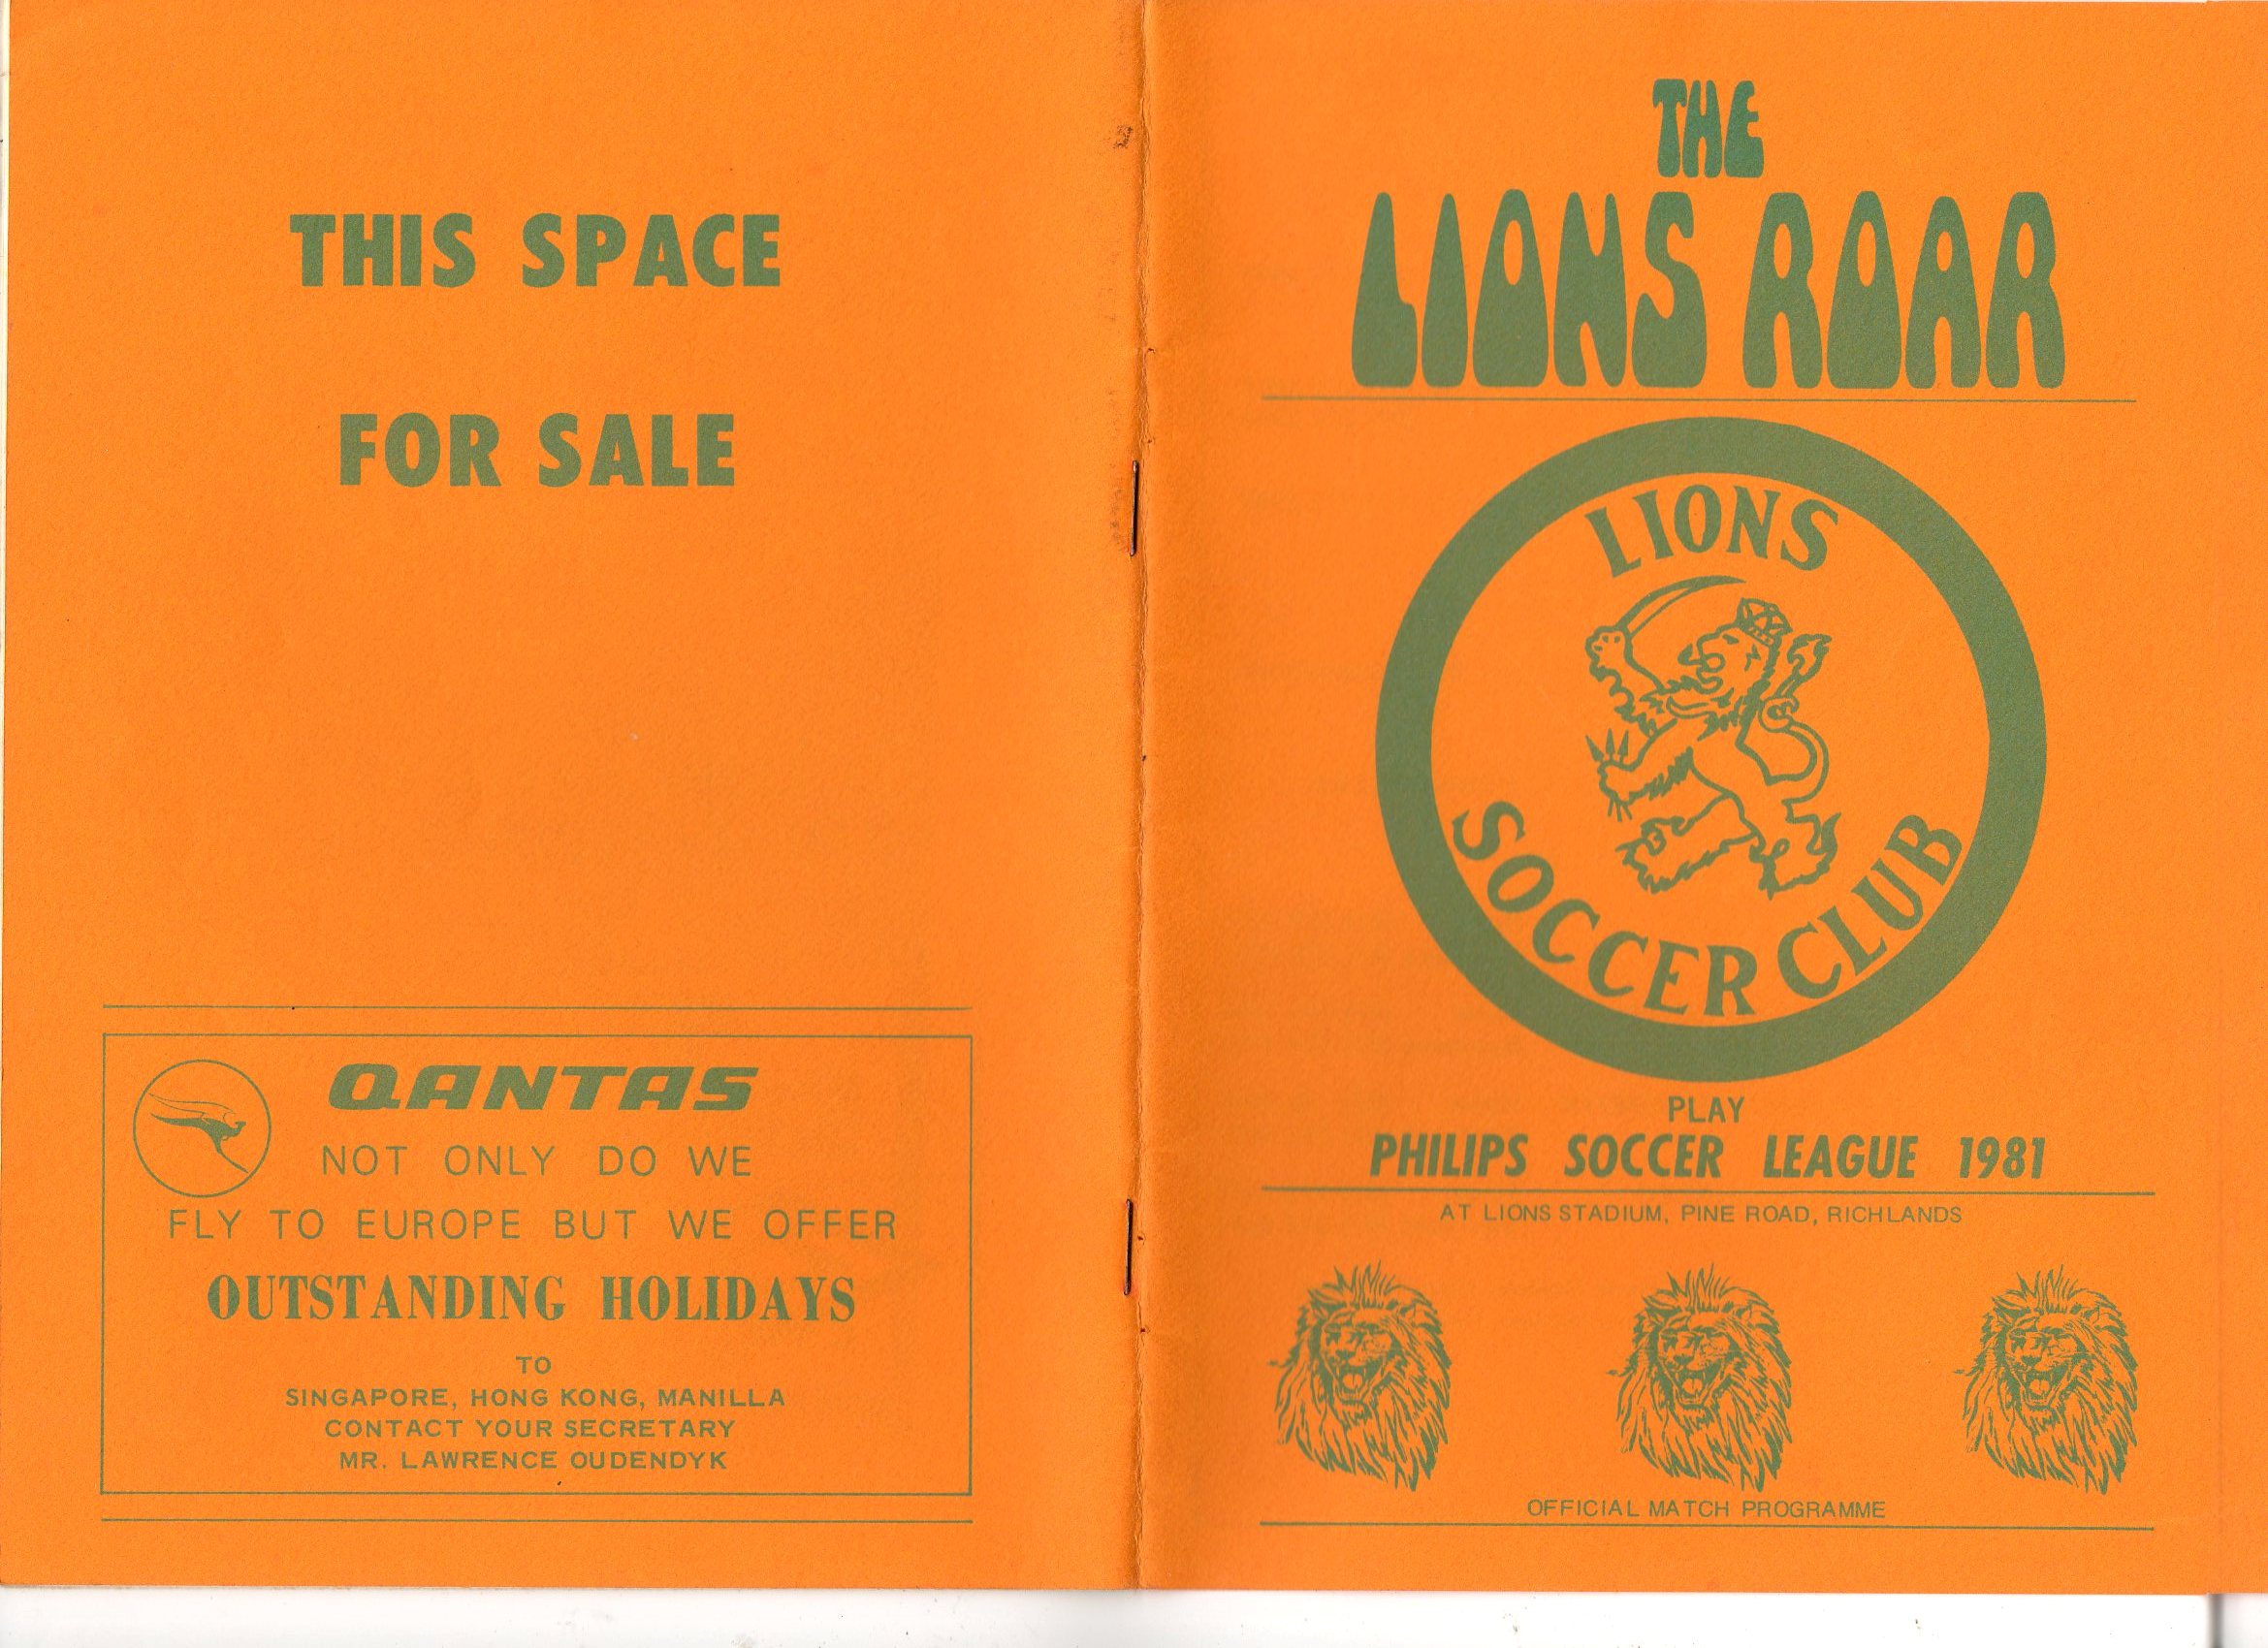 THIS SPACE
FOR SALE
QANTAS
NOT ONLY DO WE
FLY TO EUROPE BUT WE OFFER
OUTSTANDING HOLIDAYS
TO
SINGAPORE, HONG KONG, MANILLA
CONTACT YOUR SECRETARY
MR. LAWRENCE OUDENDYK
THE
LIONS ROAR
LIONS
SOCCER CLUB
PLAY
PHILIPS SOCCER LEAGUE 1981
AT LIONS STADIUM, PINE ROAD, RICHLANDS
OFFICIAL MATCH PROGRAMME